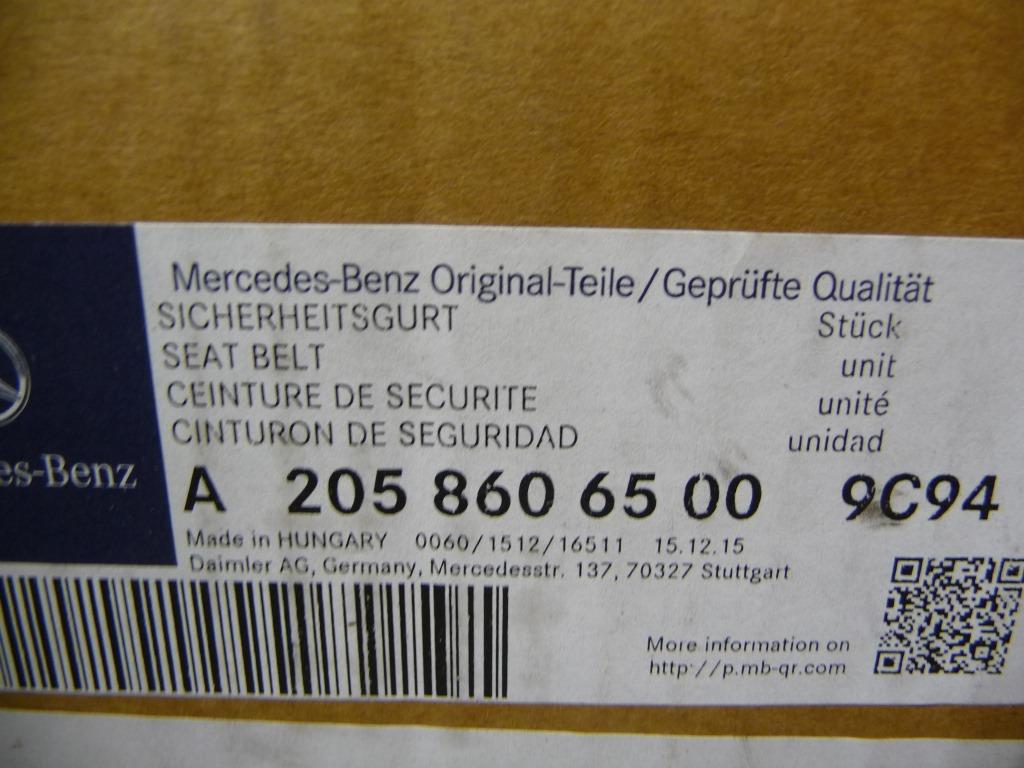 Mercedes-Benz Original-Teile/Geprüfte Qualität
SICHERHEITSGURT Stück
SEAT BELT unit
CEINTURE DE SECURITE unité
CINTURON DE SEGURIDAD unidad
es-Benz
A 205 860 65 00 9C94
Made in HUNGARY 0060/1512/16511 15.12.15
Daimler AG, Germany, Mercedesstr. 137, 70327 Stuttgart
More information on
http://p.mb-qr.com